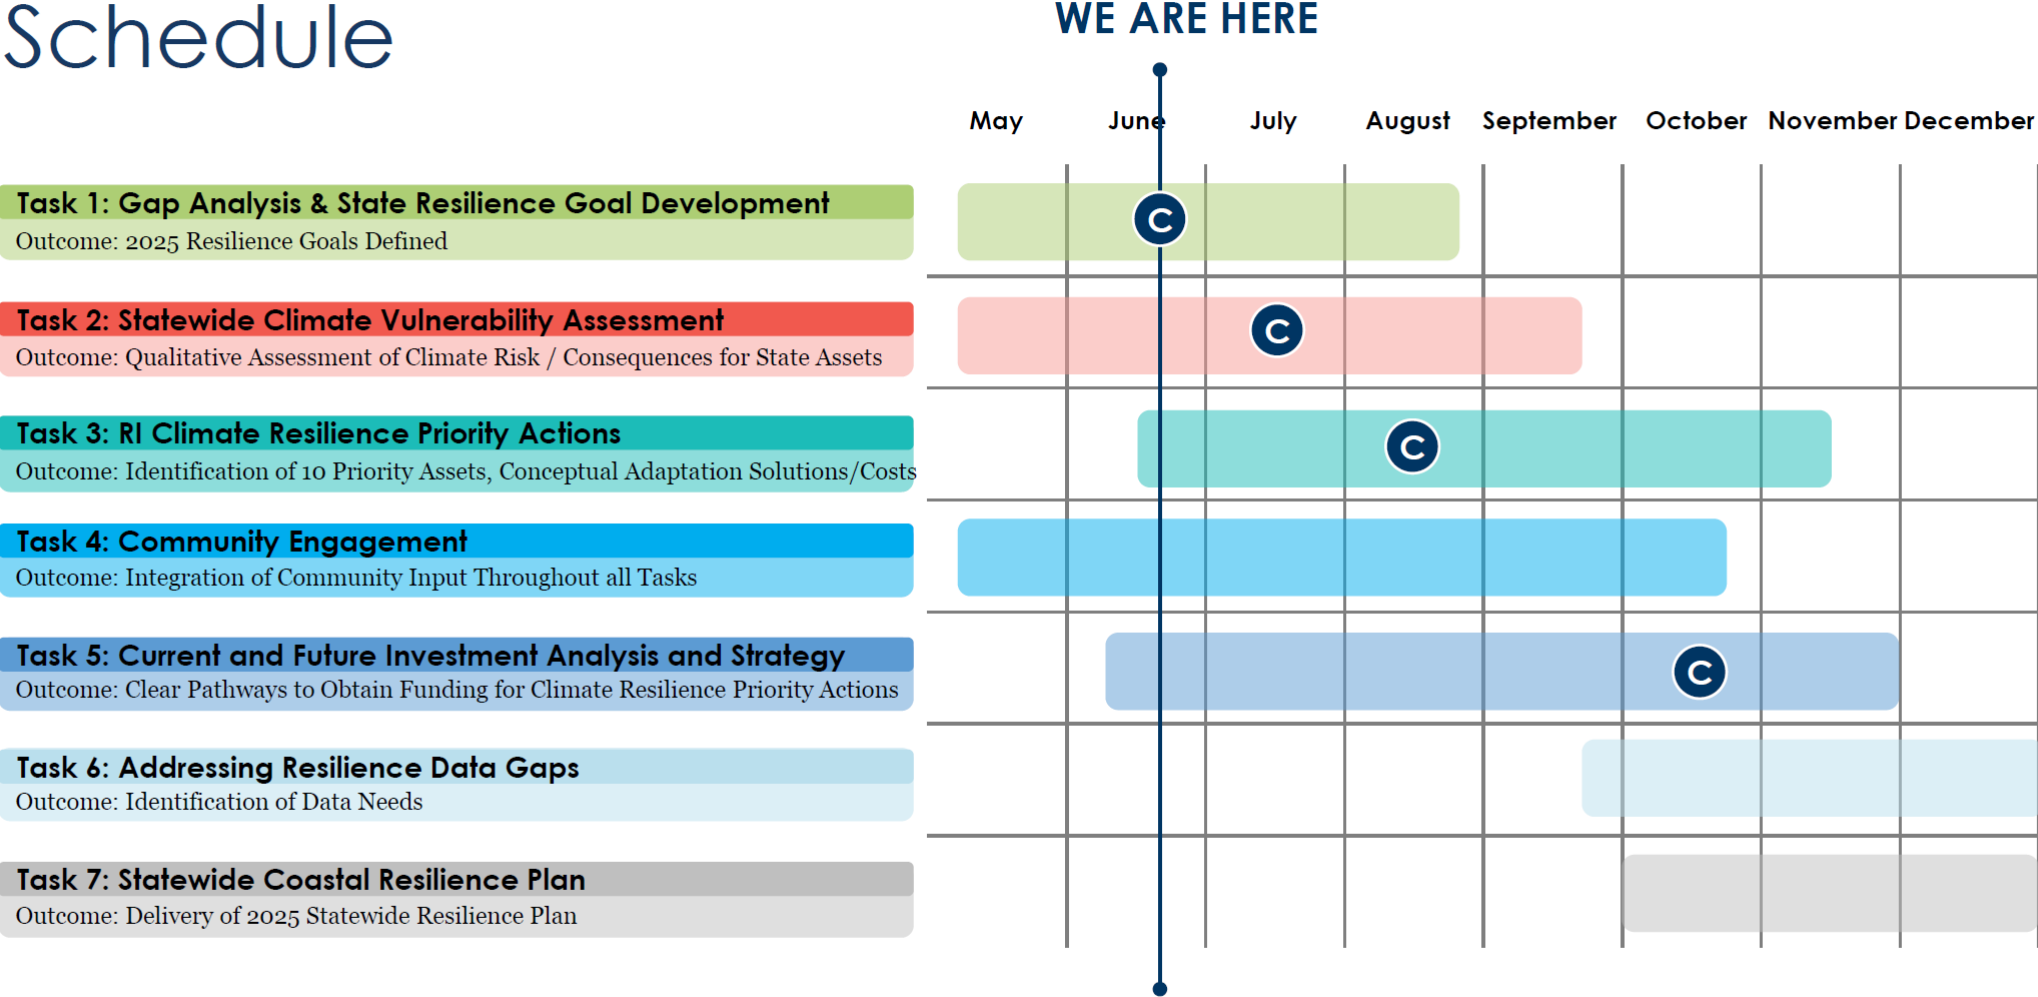 Schedule
WE ARE HERE
May June July August September October November December
Task 1: Gap Analysis & State Resilience Goal Development
Outcome: 2025 Resilience Goals Defined
C
Task 2: Statewide Climate Vulnerability Assessment
Outcome: Qualitative Assessment of Climate Risk / Consequences for State Assets
C
Task 3: RI Climate Resilience Priority Actions
Outcome: Identification of 10 Priority Assets, Conceptual Adaptation Solutions/Costs
C
Task 4: Community Engagement
Outcome: Integration of Community Input Throughout all Tasks
Task 5: Current and Future Investment Analysis and Strategy
Outcome: Clear Pathways to Obtain Funding for Climate Resilience Priority Actions
C
Task 6: Addressing Resilience Data Gaps
Outcome: Identification of Data Needs
Task 7: Statewide Coastal Resilience Plan
Outcome: Delivery of 2025 Statewide Resilience Plan